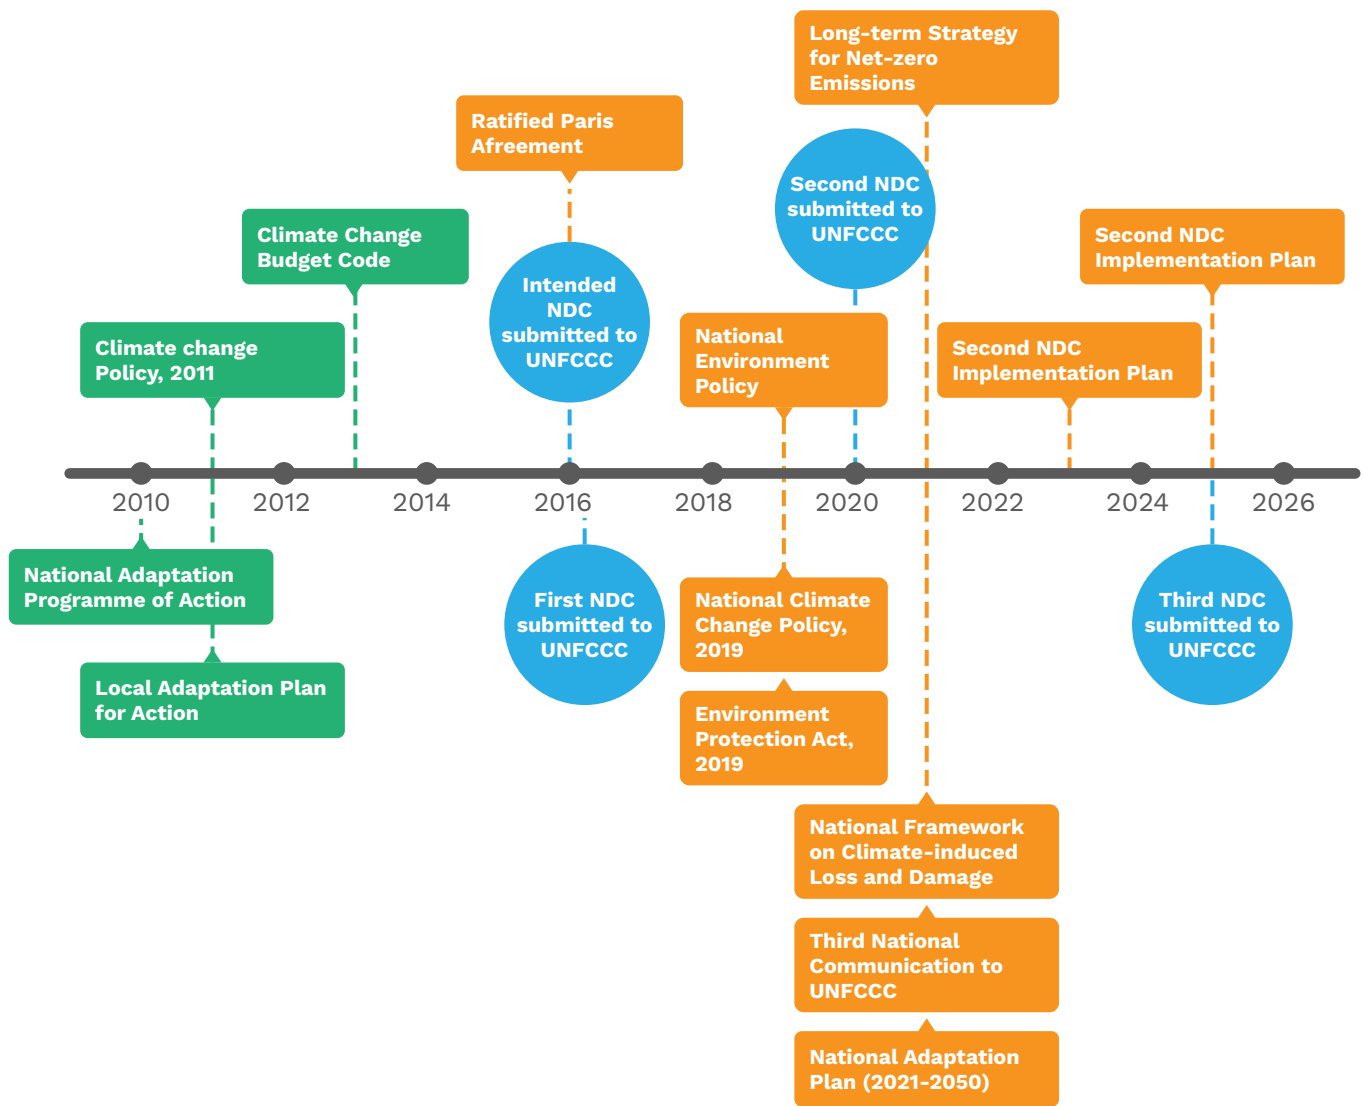 Long-term Strategy
for Net-zero
Emissions
Ratified Paris
Afreement
Second NDC
submitted to
UNFCCC
Climate Change
Budget Code
Second NDC
Implementation Plan
Intended
NDC
submitted to
UNFCCC
Climate change
Policy, 2011
National
Environment
Policy
Second NDC
Implementation Plan
2010
2012
2014
2016
2018
2020
2022
2024
2026
National Adaptation
Programme of Action
First NDC
submitted to
UNFCCC
National Climate
Change Policy,
2019
Third NDC
submitted to
UNFCCC
Local Adaptation Plan
for Action
Environment
Protection Act,
2019
National Framework
on Climate-induced
Loss and Damage
Third National
Communication to
UNFCCC
National Adaptation
Plan (2021-2050)